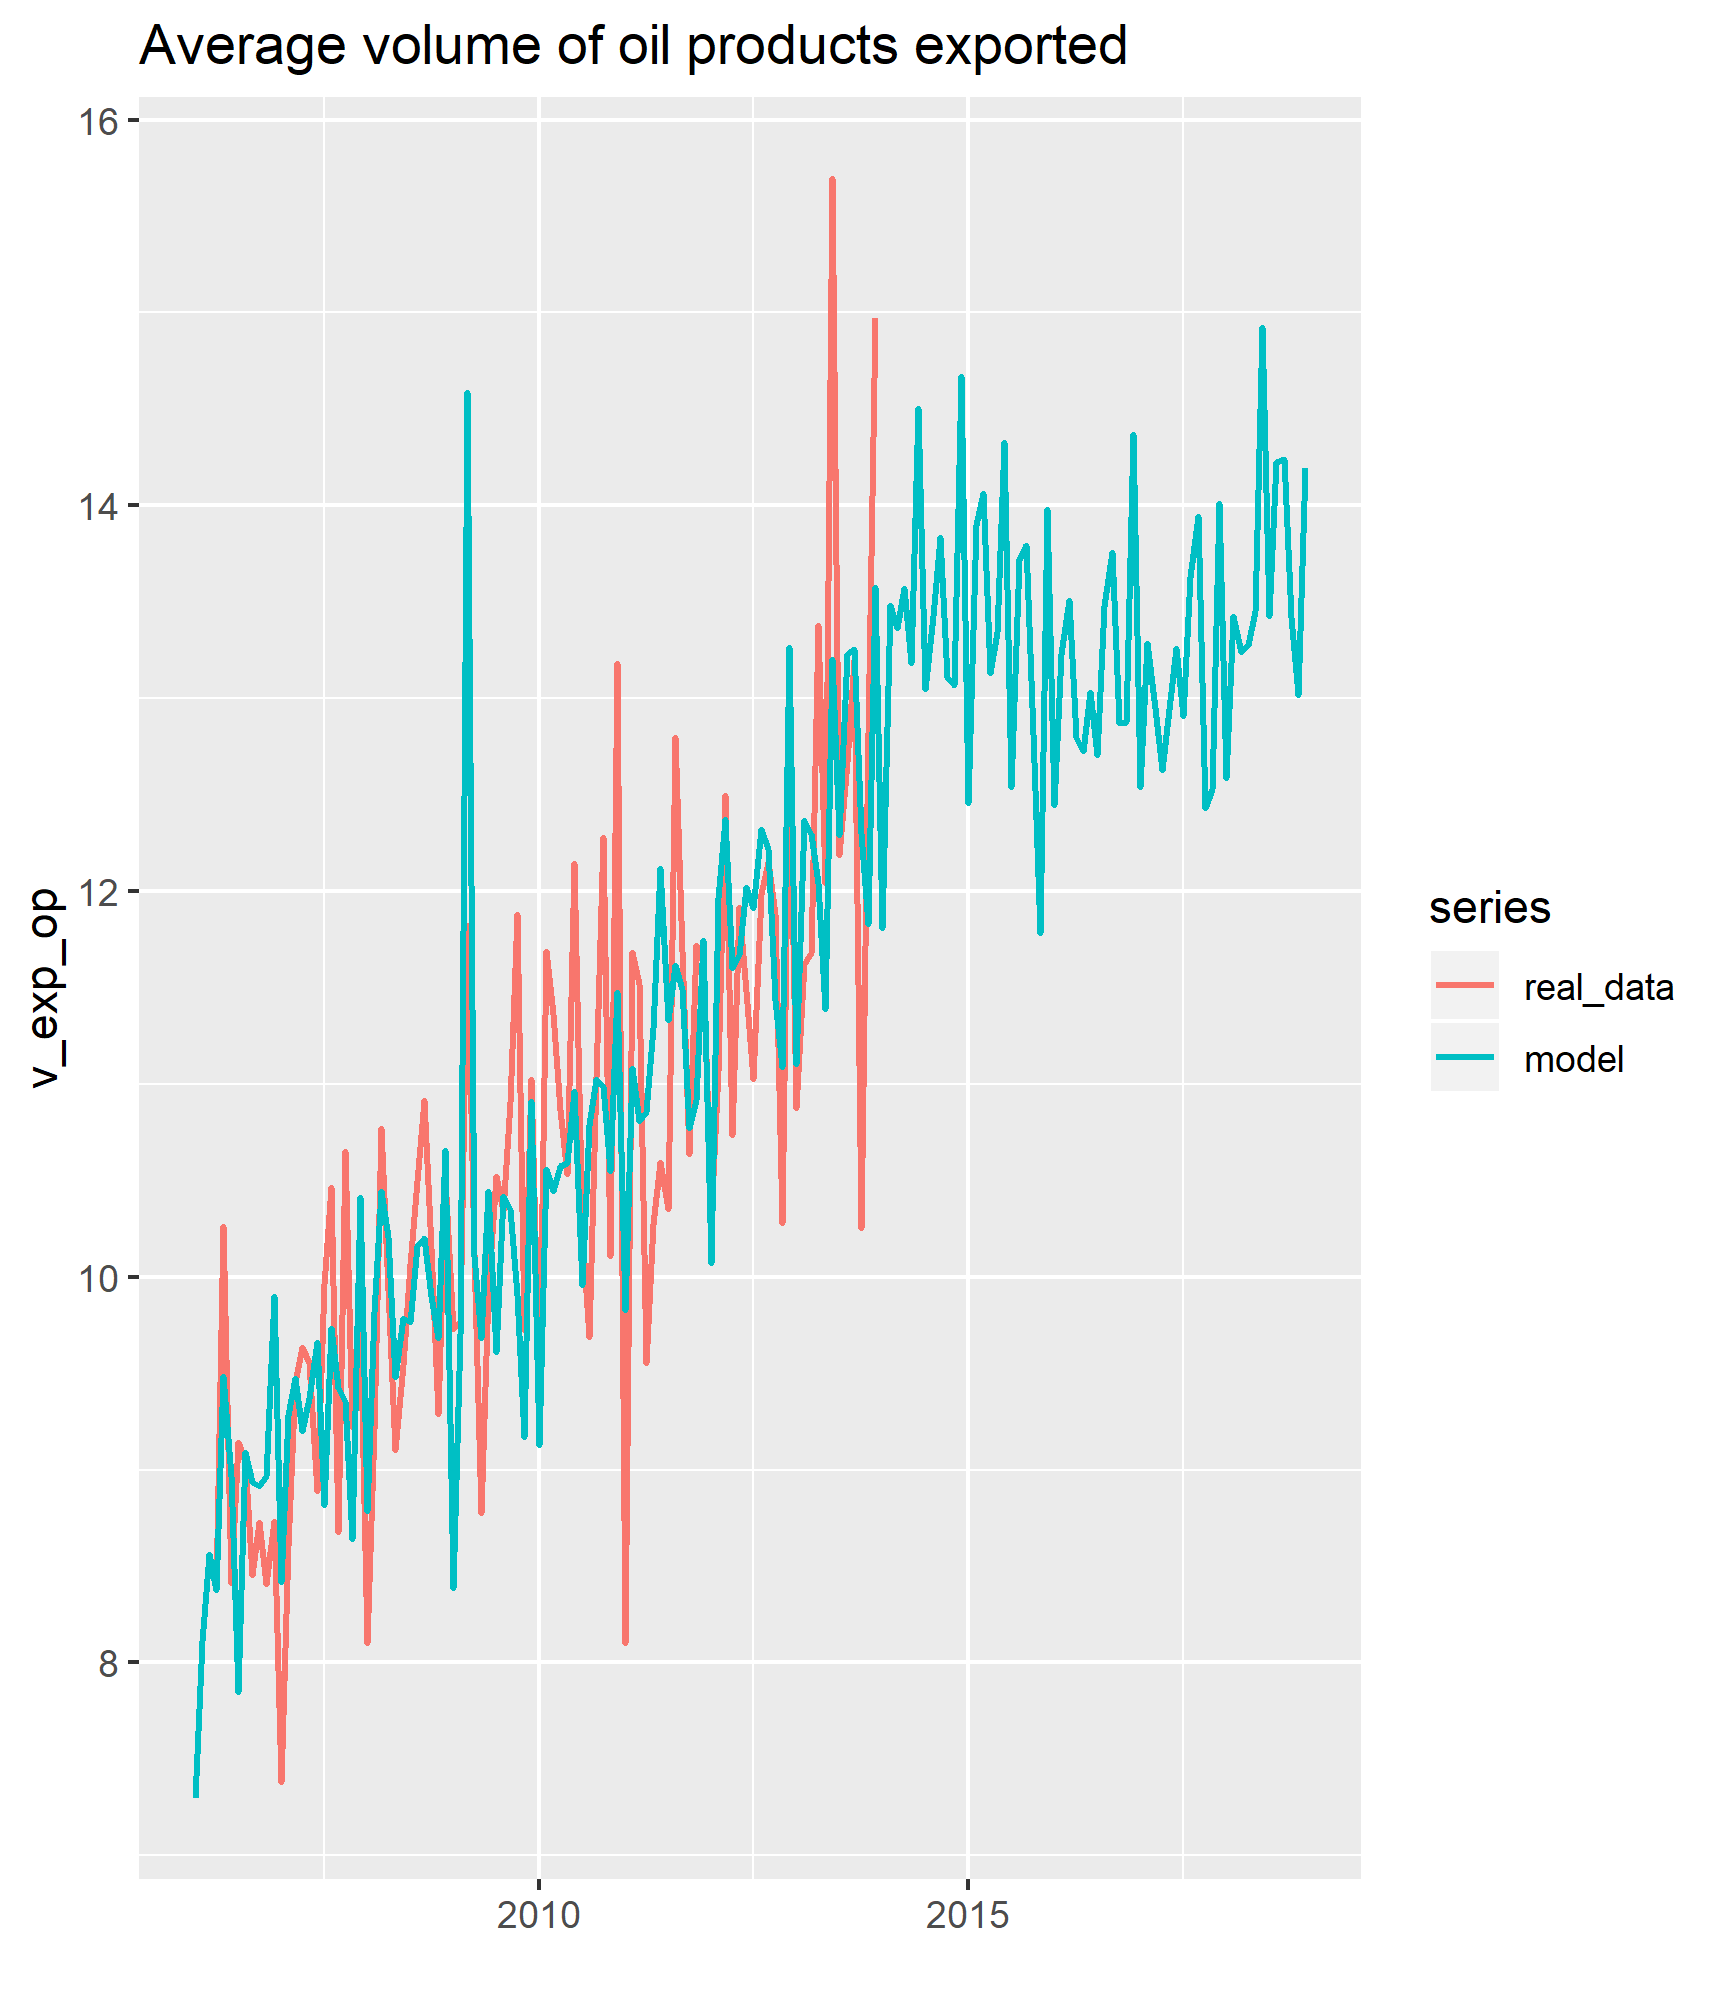 Average volume of oil products exported
16
14
12
10
8
v_exp_op
2010
2015
series
real_data
model